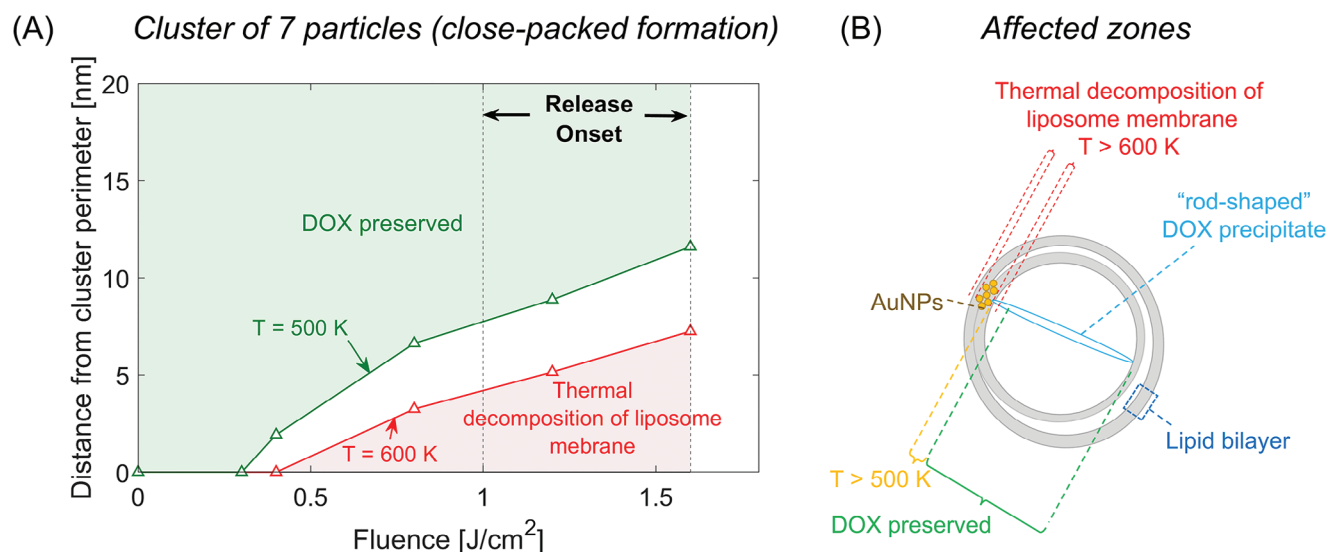 (A)
Cluster of 7 particles (close-packed formation)
Distance from cluster perimeter [nm]
20
15
10
5
0
0
0.5
1
1.5
Fluence [J/cm²]
Release
Onset
DOX preserved
T = 500 K
T = 600 K
Thermal
decomposition of liposome
mebrane
(B)
Affected zones
Thermal decomposition of
liposome membrane
T > 600 K
“rod-shaped”
DOX precipitate
AuNPs
Lipid bilayer
T > 500 K
DOX preserved